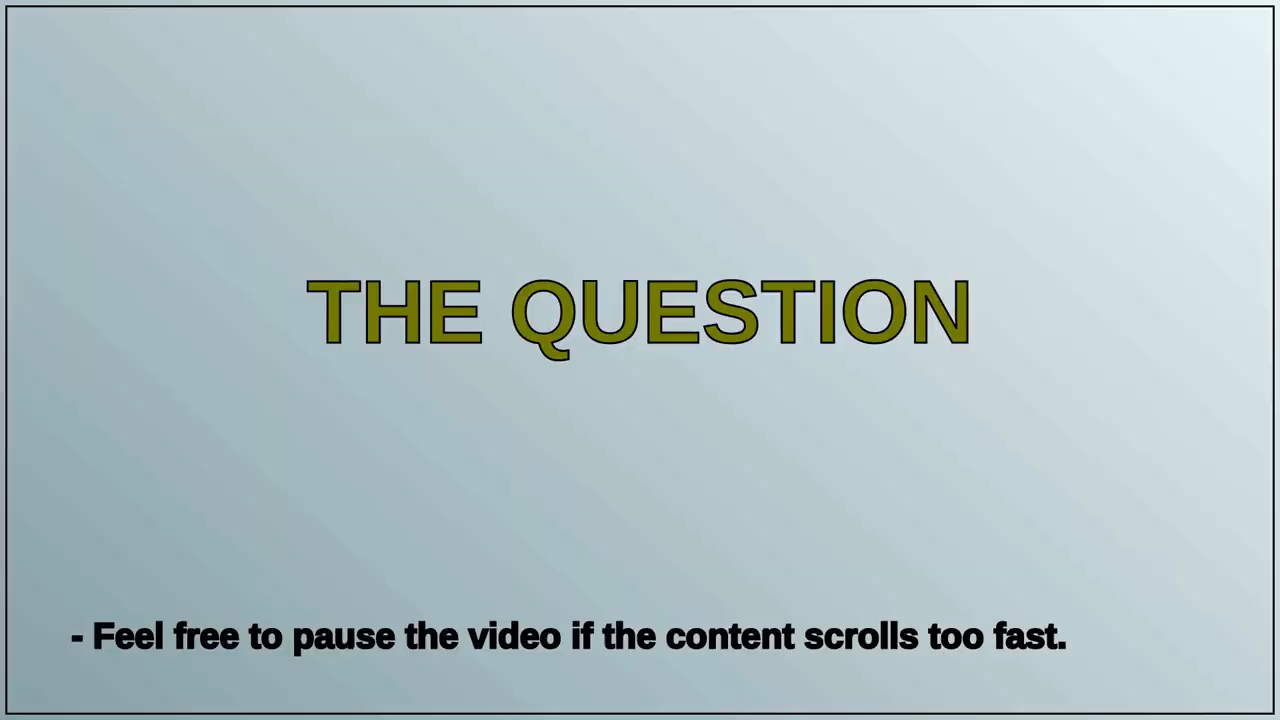 THE QUESTION
- Feel free to pause the video if the content scrolls too fast.